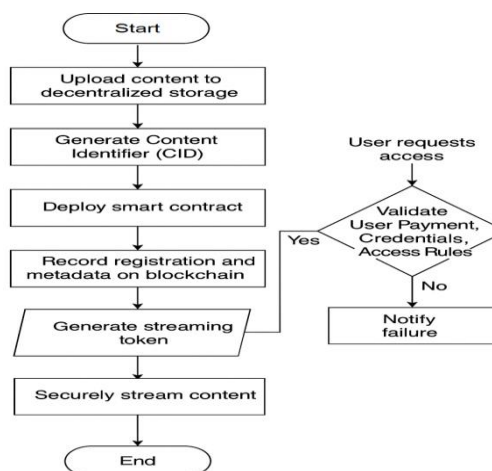 Start
Upload content to
decentralized storage
Generate Content
Identifier (CID)
Deploy smart contract
Record registration and
metadata on blockchain
Generate streaming
token
Securely stream content
End
User requests
access
Validate
User Payment,
Credentials,
Access Rules
Yes
No
Notify
failure